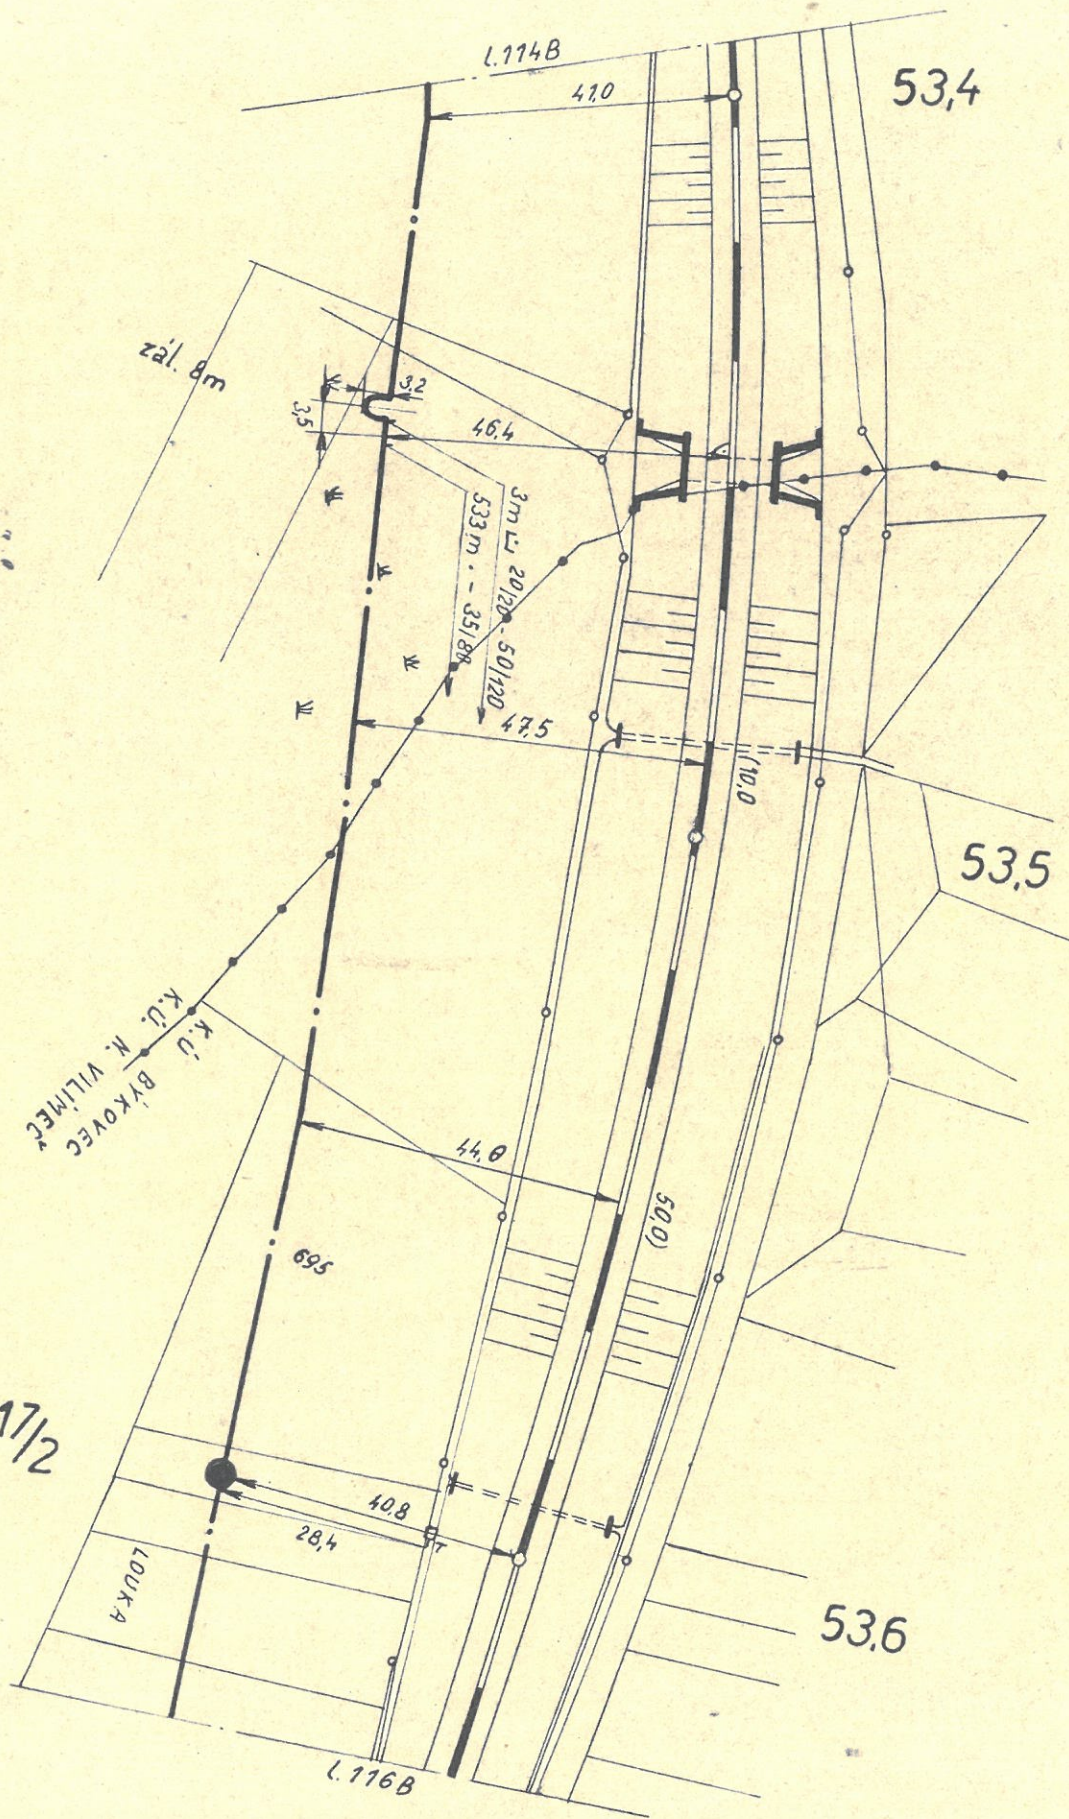 l.114B
53,4
41,0
zál. 8m
3,2
3,5
46,4
3m 20/20 - 50/120
533 m . - 35/80
47,5
(10,0
53,5
K.Ú. BÝKOVEC
K.Ú. N. VILÍMEČ
44,0
50,0)
695
17/2
40,8
28,4
T
LOUKA
53,6
l.116B